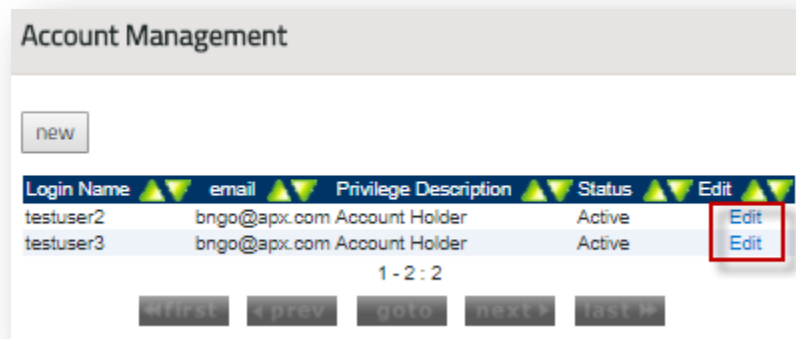 Account Management
new
Login Name email Privilege Description Status Edit
testuser2 bngo@apx.com Account Holder Active Edit
testuser3 bngo@apx.com Account Holder Active Edit
1 - 2 : 2
first prev goto next last